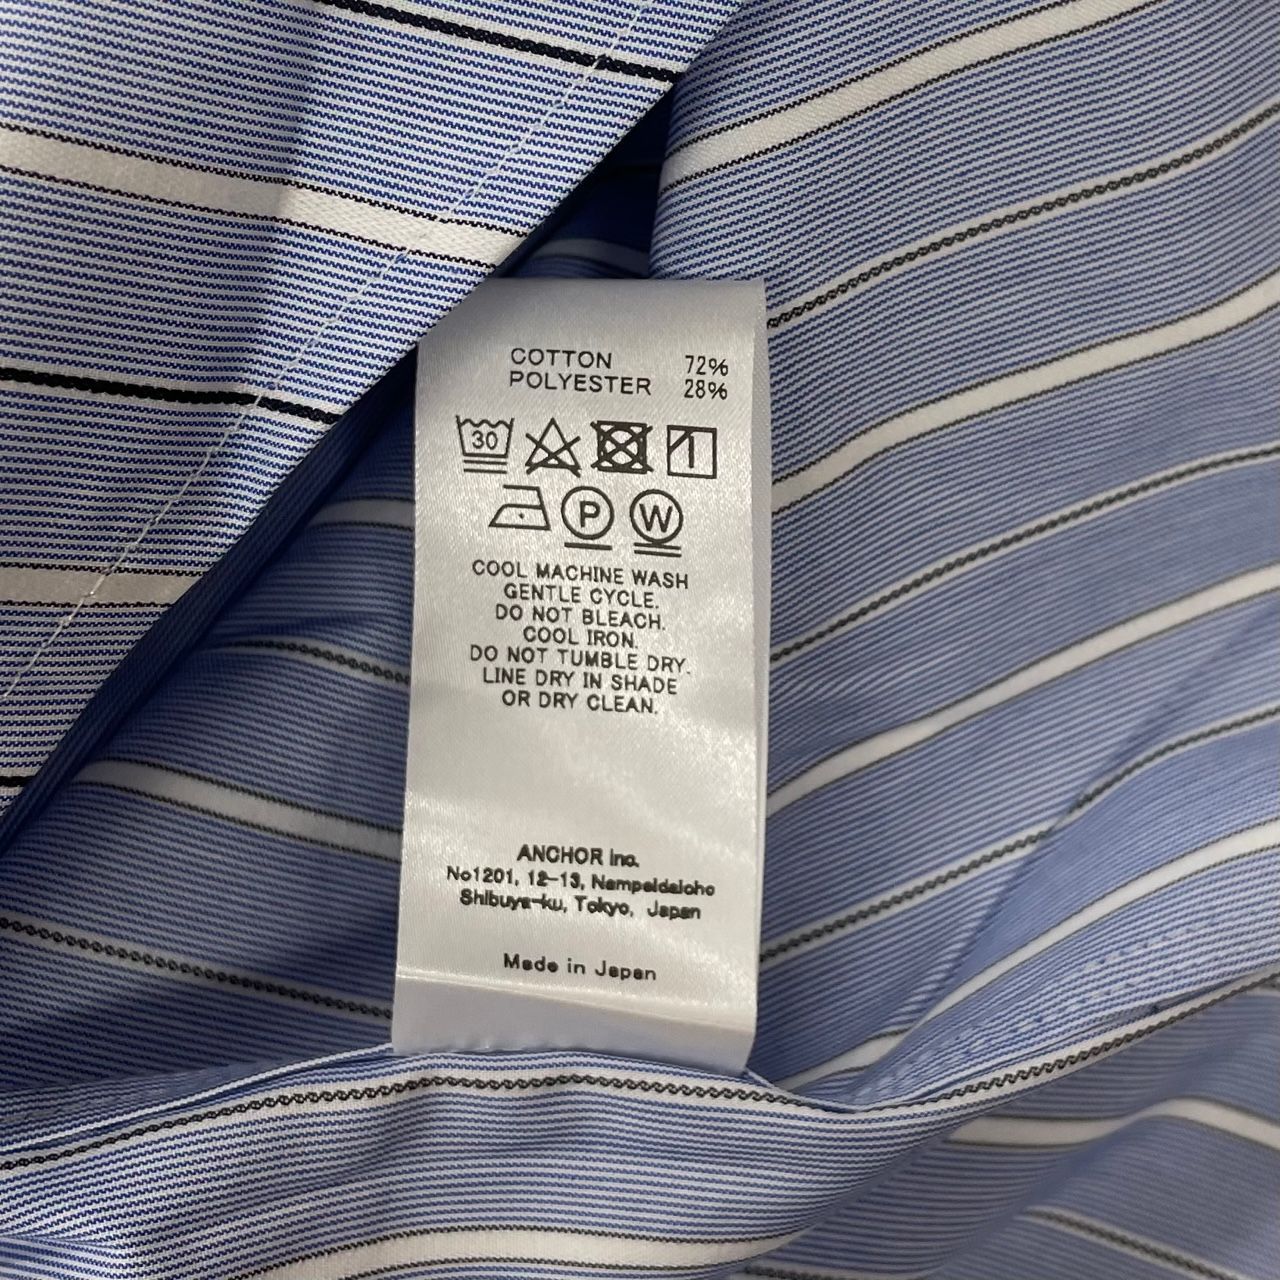 COTTON 72%
POLYESTER 28%
30
P W
COOL MACHINE WASH
GENTLE CYCLE.
DO NOT BLEACH.
COOL IRON.
DO NOT TUMBLE DRY.
LINE DRY IN SHADE
OR DRY CLEAN.
ANCHOR Inc.
No1201, 12-13, Nampeidaicho
Shibuya-ku, Tokyo, Japan
Made in Japan